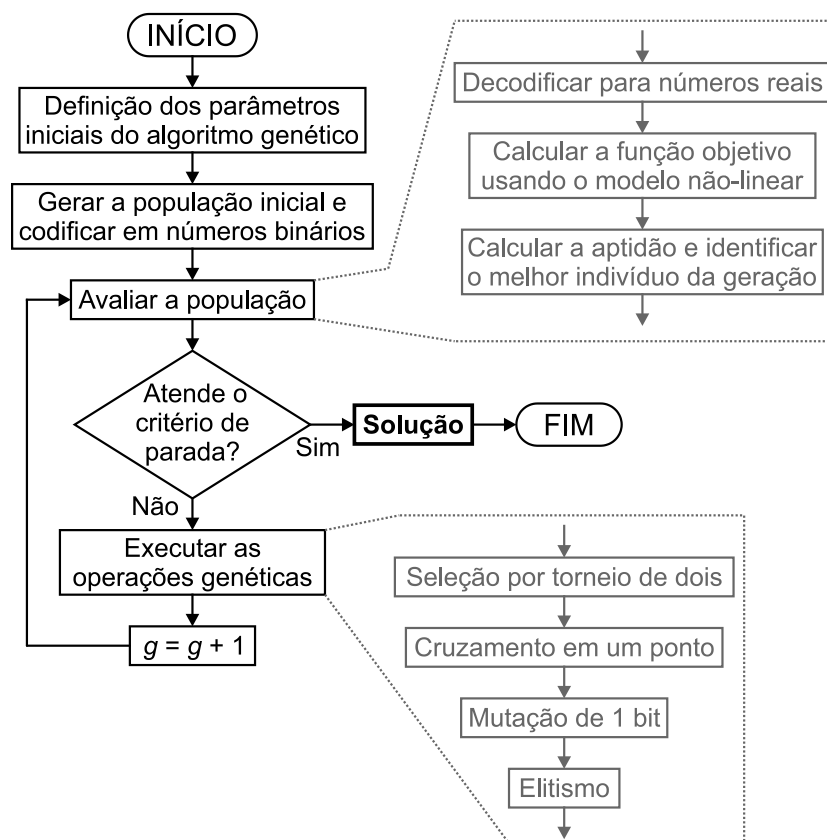 INÍCIO
Definição dos parâmetros
iniciais do algoritmo genético
Gerar a população inicial e
codificar em números binários
Avaliar a população
Atende o
critério de
parada?
Sim
Solução
FIM
Não
Executar as
operações genéticas
g = g + 1
Decodificar para números reais
Calcular a função objetivo
usando o modelo não-linear
Calcular a aptidão e identificar
o melhor indivíduo da geração
Seleção por torneio de dois
Cruzamento em um ponto
Mutação de 1 bit
Elitismo